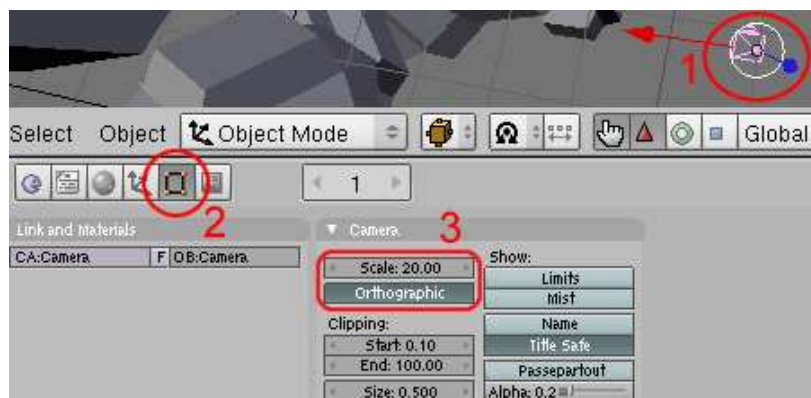 1
Select Object Object Mode Global
1
2
Link and Materials
Camera
3
CA:Camera F OB:Camera
Scale: 20.00
Orthographic
Show:
Limits
Mist
Clipping:
Start: 0.10
End: 100.00
Size: 0.500
Name
Title Safe
Passepartout
Alpha: 0.2